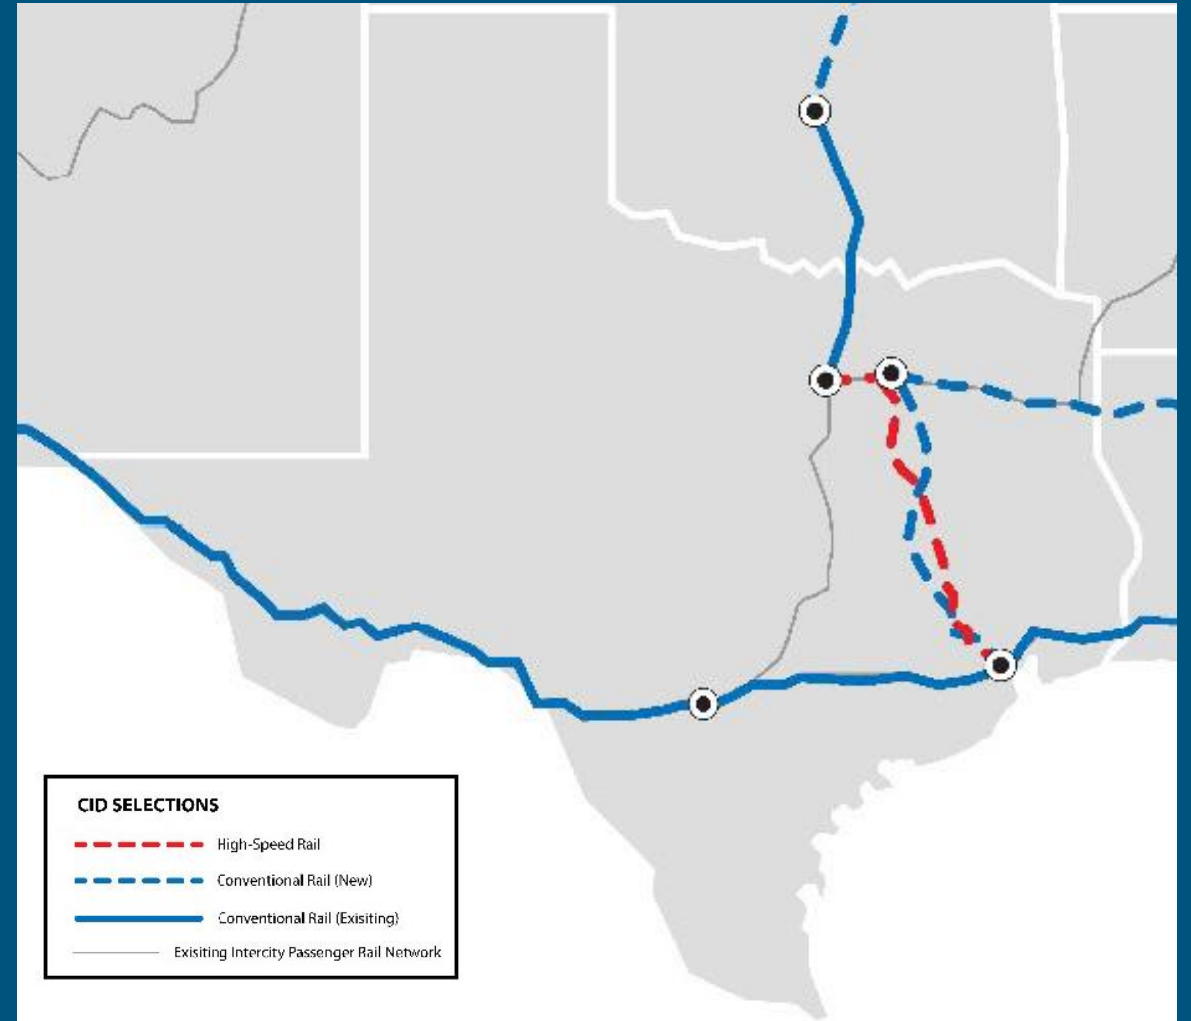 CID SELECTIONS
High-Speed Rail
Conventional Rail (New)
Conventional Rail (Exisiting)
Exisiting Intercity Passenger Rail Network